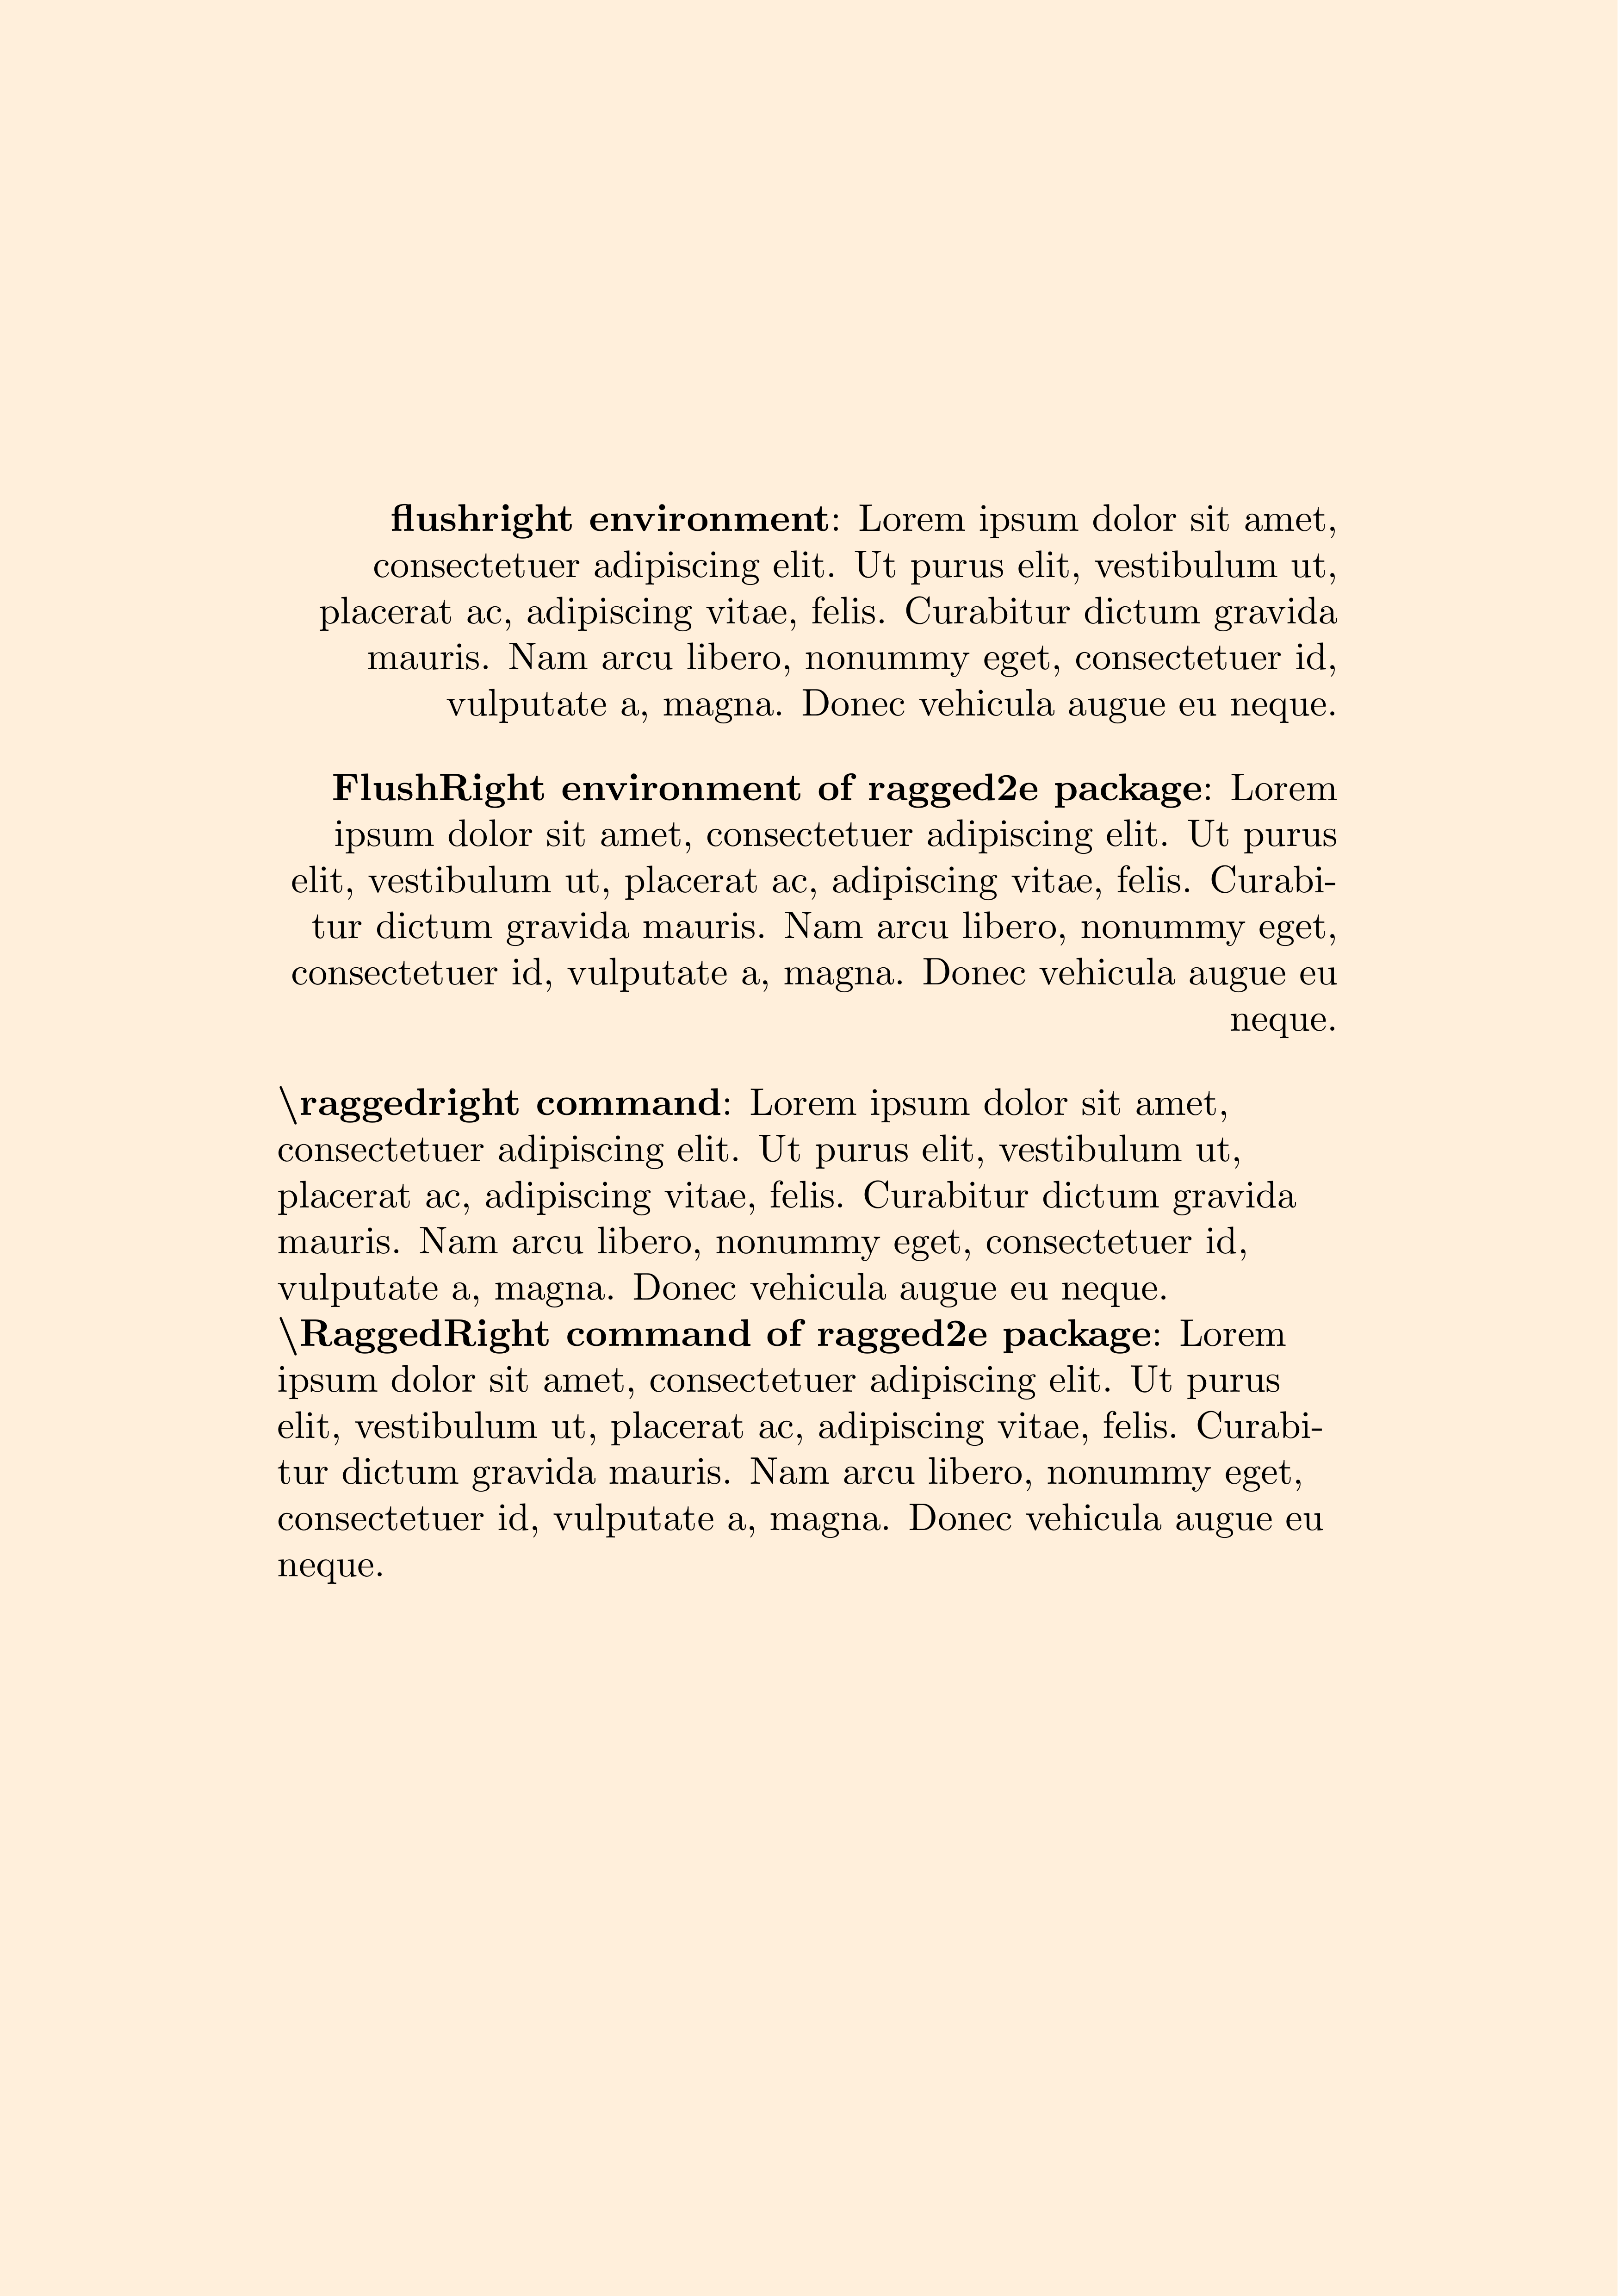 flushright environment: Lorem ipsum dolor sit amet,
consectetuer adipiscing elit. Ut purus elit, vestibulum ut,
placerat ac, adipiscing vitae, felis. Curabitur dictum gravida
mauris. Nam arcu libero, nonummy eget, consectetuer id,
vulputate a, magna. Donec vehicula augue eu neque.
FlushRight environment of ragged2e package: Lorem
ipsum dolor sit amet, consectetuer adipiscing elit. Ut purus
elit, vestibulum ut, placerat ac, adipiscing vitae, felis. Curabi-
tur dictum gravida mauris. Nam arcu libero, nonummy eget,
consectetuer id, vulputate a, magna. Donec vehicula augue eu
neque.
\raggedright command: Lorem ipsum dolor sit amet,
consectetuer adipiscing elit. Ut purus elit, vestibulum ut,
placerat ac, adipiscing vitae, felis. Curabitur dictum gravida
mauris. Nam arcu libero, nonummy eget, consectetuer id,
vulputate a, magna. Donec vehicula augue eu neque.
\RaggedRight command of ragged2e package: Lorem
ipsum dolor sit amet, consectetuer adipiscing elit. Ut purus
elit, vestibulum ut, placerat ac, adipiscing vitae, felis. Curabi-
tur dictum gravida mauris. Nam arcu libero, nonummy eget,
consectetuer id, vulputate a, magna. Donec vehicula augue eu
neque.